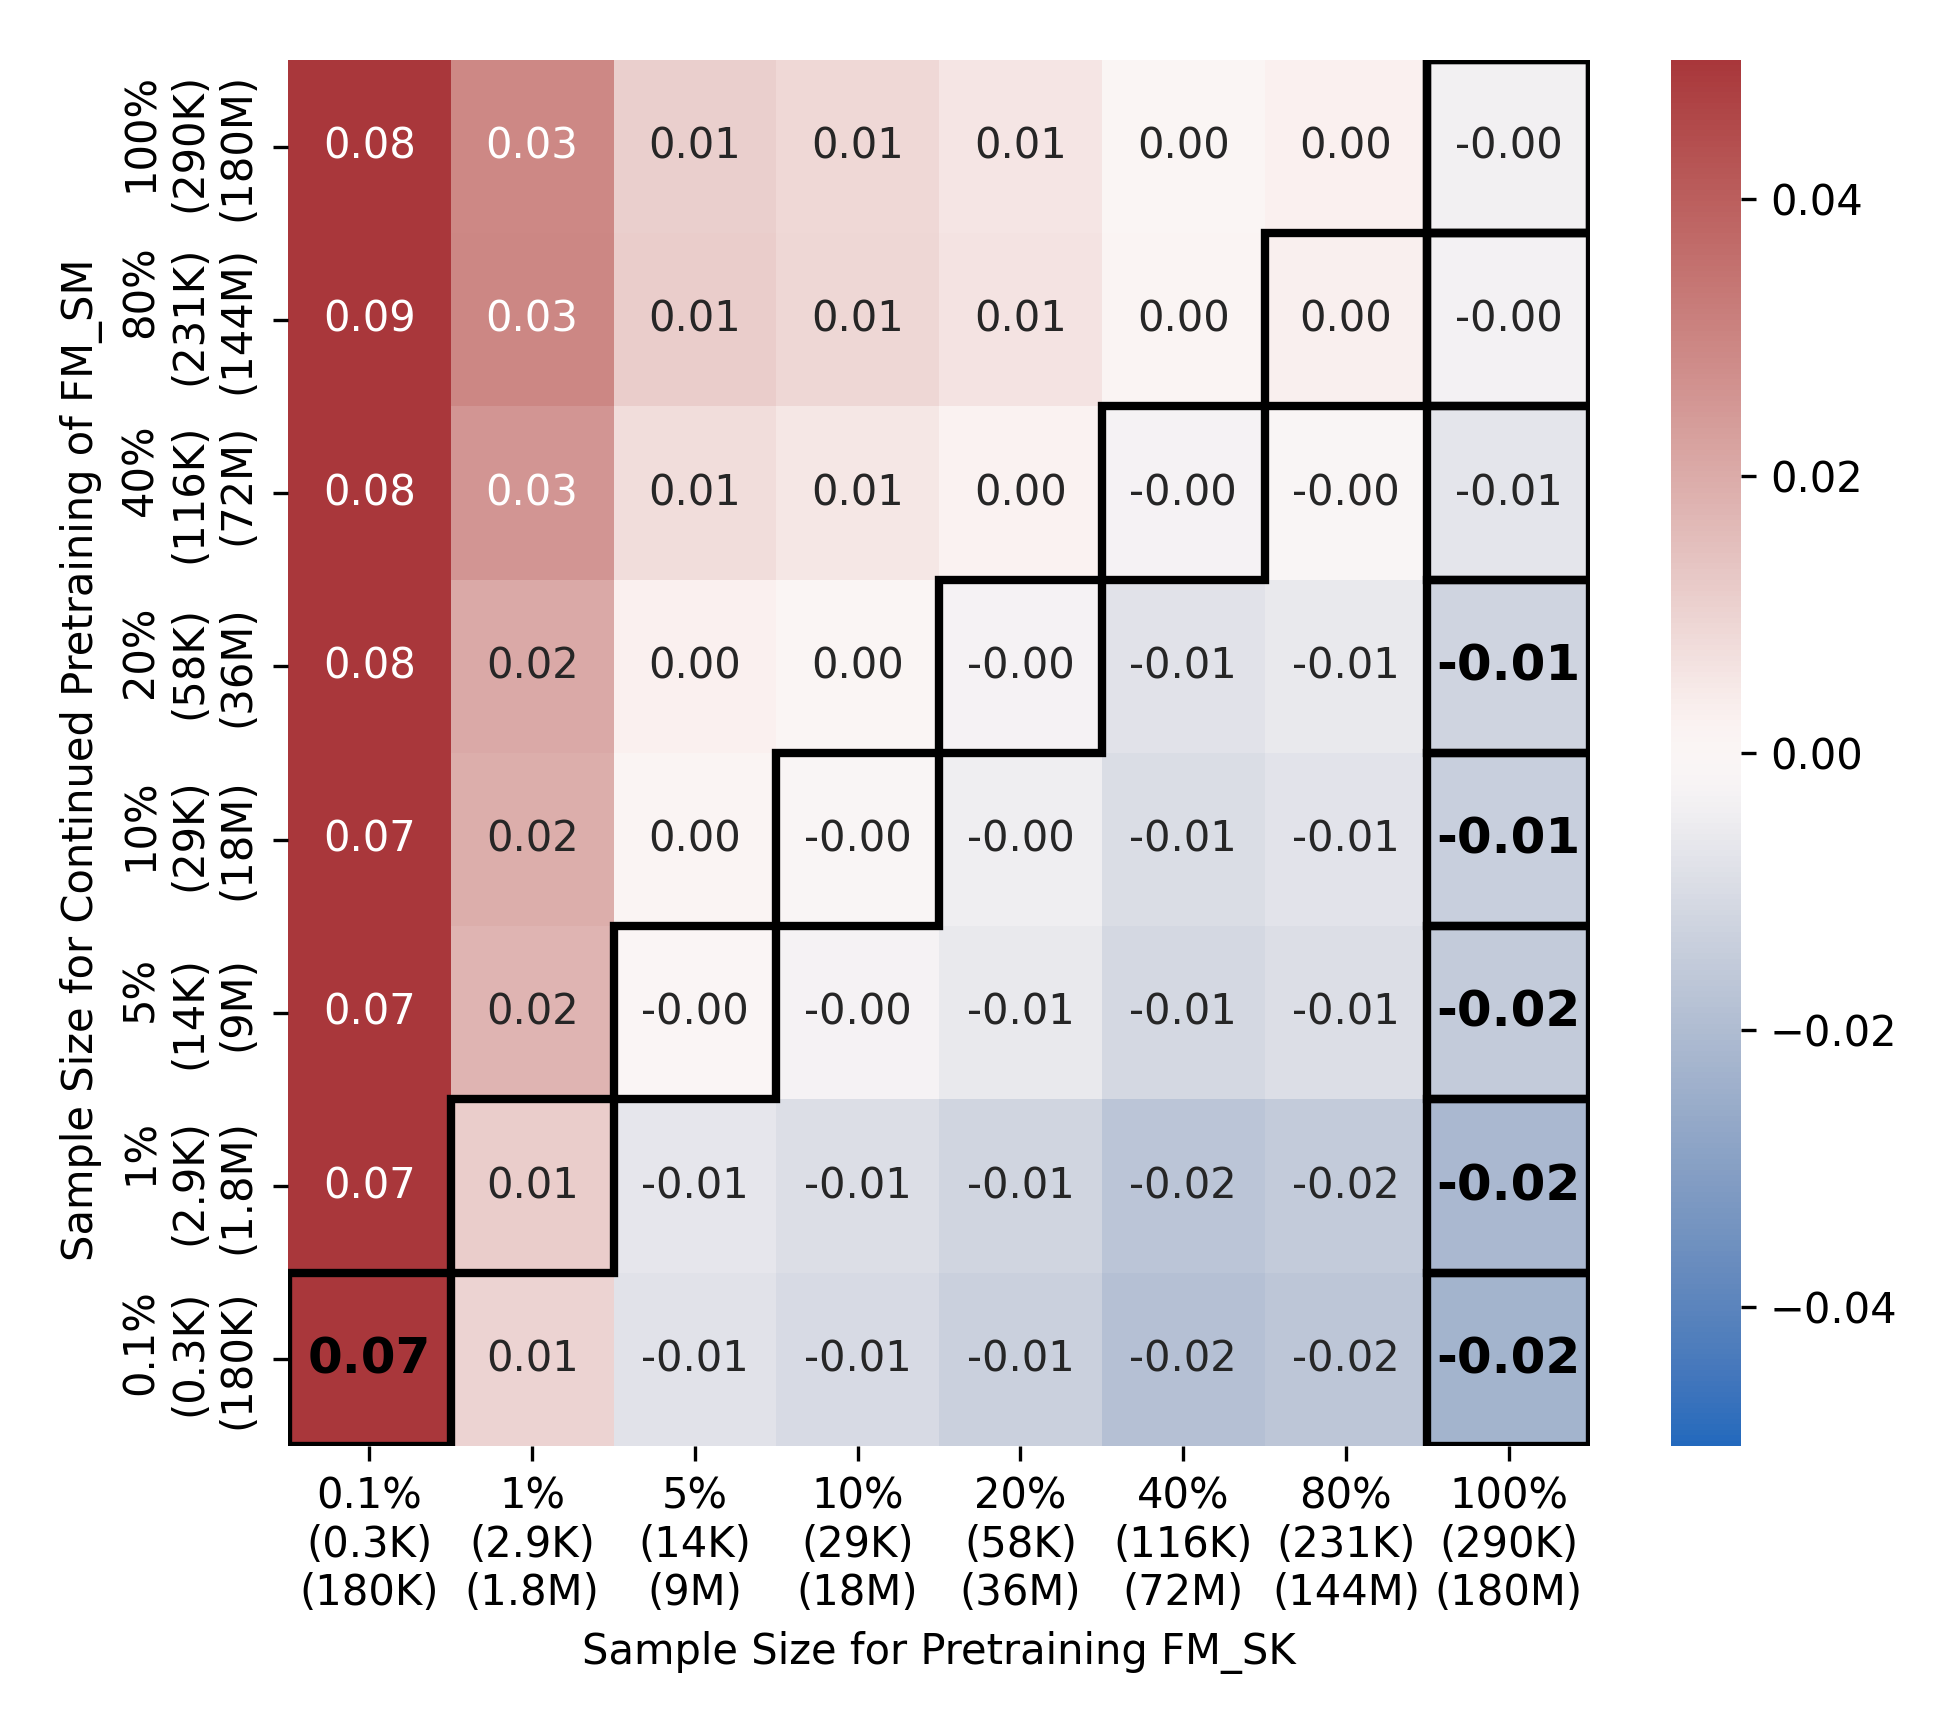 Sample Size for Continued Pretraining of FM_SM
100%
(290K)
(180M)
0.08 0.03 0.01 0.01 0.01 0.00 0.00 -0.00
80%
(231K)
(144M)
0.09 0.03 0.01 0.01 0.01 0.00 0.00 -0.00
40%
(116K)
(72M)
0.08 0.03 0.01 0.01 0.00 -0.00 -0.00 -0.01
20%
(58K)
(36M)
0.08 0.02 0.00 0.00 -0.00 -0.01 -0.01 -0.01
10%
(29K)
(18M)
0.07 0.02 0.00 -0.00 -0.00 -0.01 -0.01 -0.01
5%
(14K)
(9M)
0.07 0.02 -0.00 -0.00 -0.01 -0.01 -0.01 -0.02
1%
(2.9K)
(1.8M)
0.07 0.01 -0.01 -0.01 -0.01 -0.02 -0.02 -0.02
0.1%
(0.3K)
(180K)
0.07 0.01 -0.01 -0.01 -0.01 -0.02 -0.02 -0.02
0.1% 1% 5% 10% 20% 40% 80% 100%
(0.3K) (2.9K) (14K) (29K) (58K) (116K) (231K) (290K)
(180K) (1.8M) (9M) (18M) (36M) (72M) (144M) (180M)
Sample Size for Pretraining FM_SK
0.04
0.02
0.00
−0.02
−0.04